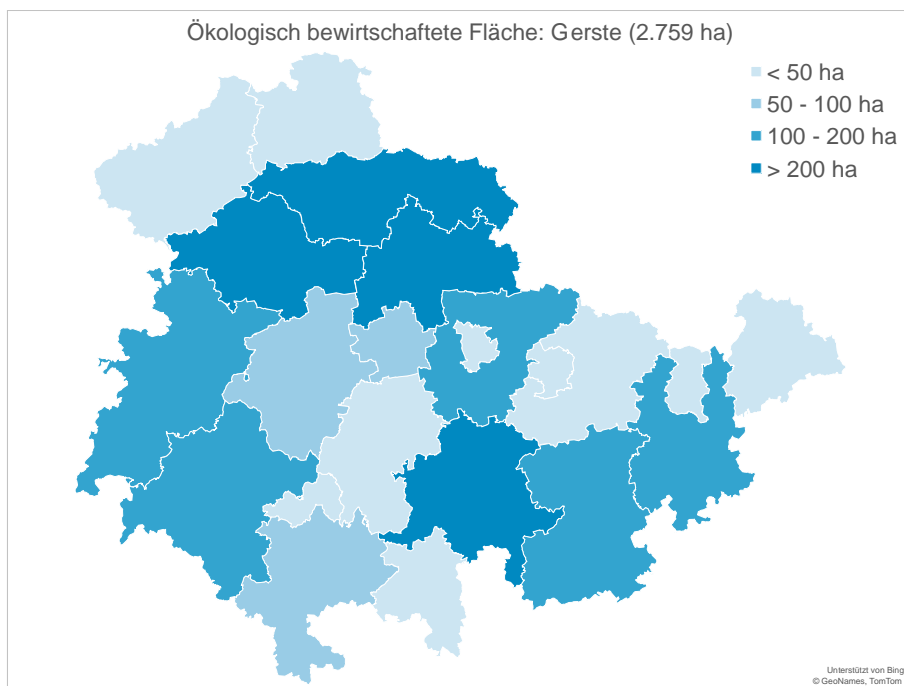 Ökologisch bewirtschaftete Fläche: Gerste (2.759 ha)
< 50 ha
50 - 100 ha
100 - 200 ha
> 200 ha
Unterstützt von Bing
© GeoNames, TomTom